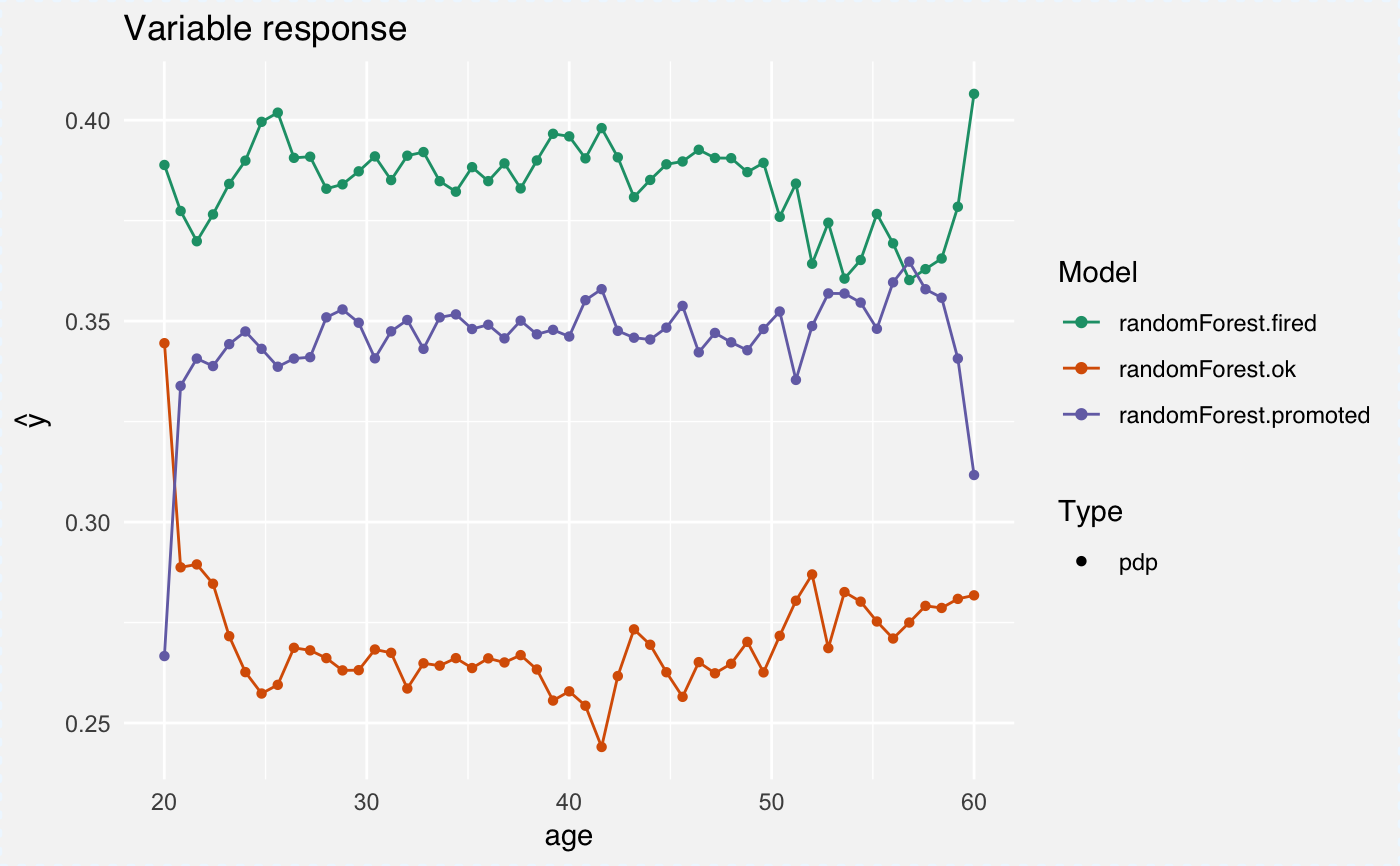 Variable response
0.40
0.35
0.30
0.25
ŷ
20 30 40 50 60
age
Model
randomForest.fired
randomForest.ok
randomForest.promoted
Type
pdp